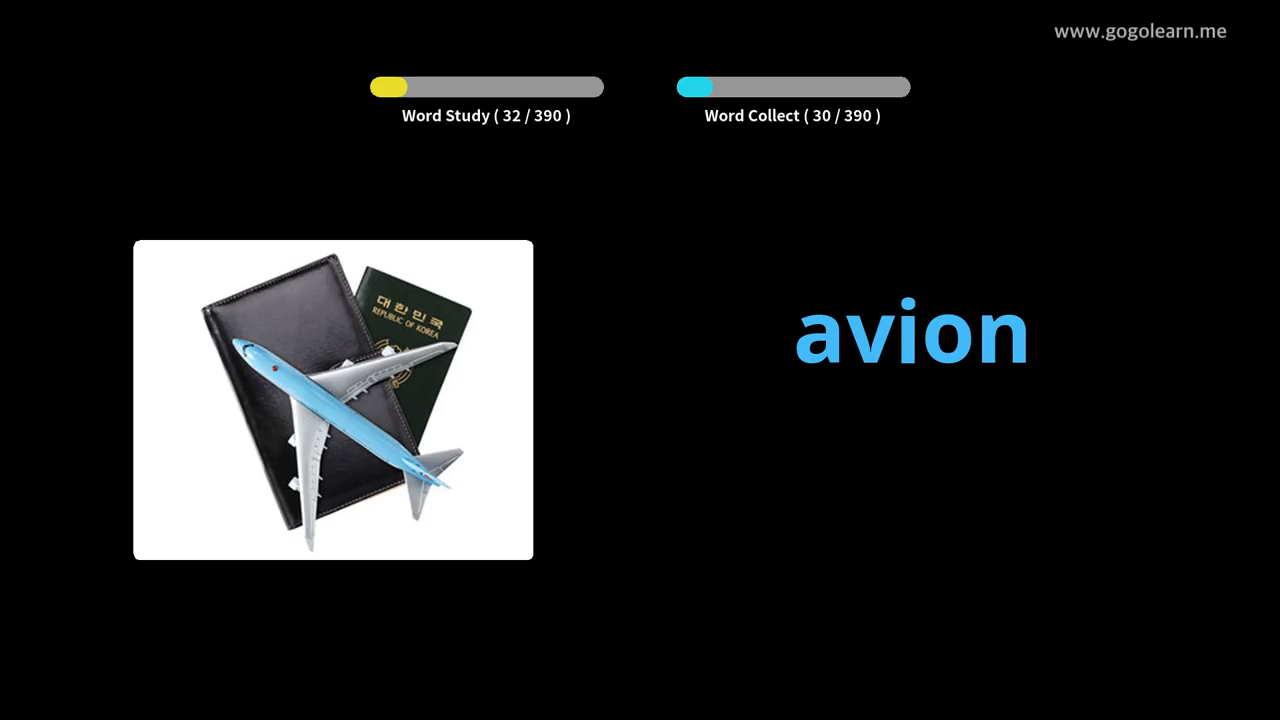 www.gogolearn.me
Word Study ( 32 / 390 )
Word Collect ( 30 / 390 )
대한민국
REPUBLIC OF KOREA
avion